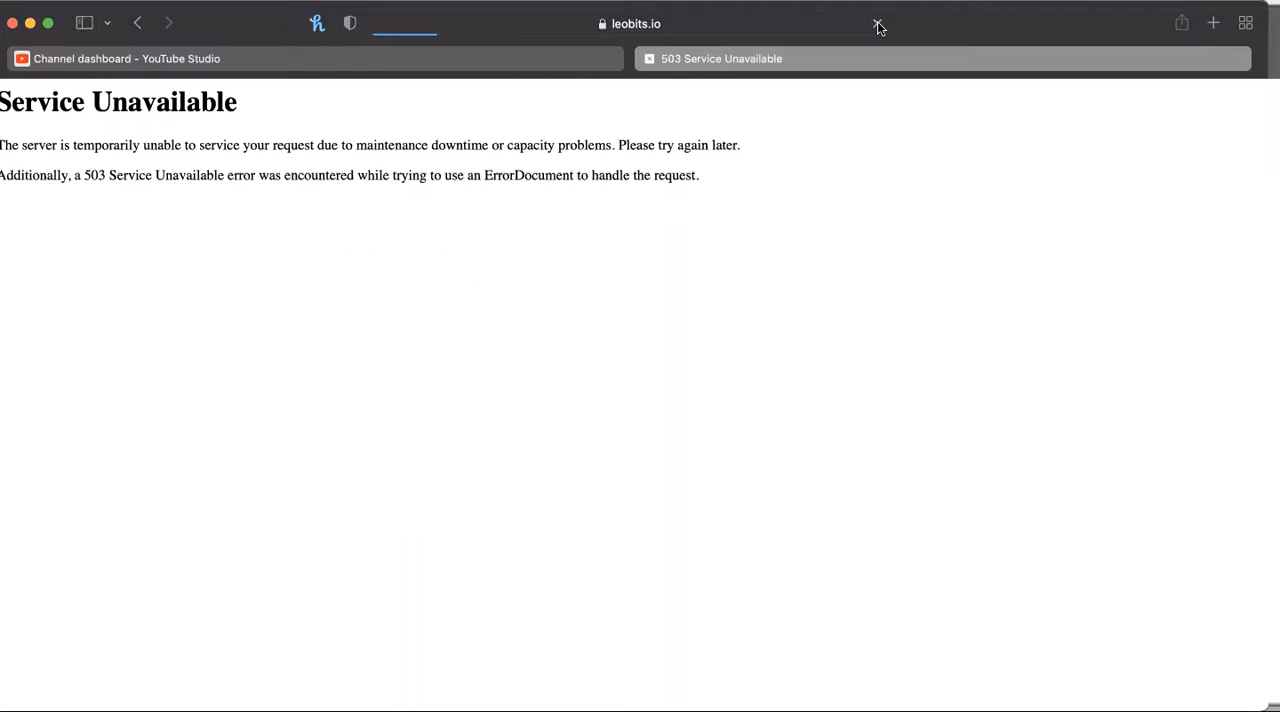 leobits.io
Channel dashboard - YouTube Studio
503 Service Unavailable
Service Unavailable
The server is temporarily unable to service your request due to maintenance downtime or capacity problems. Please try again later.
Additionally, a 503 Service Unavailable error was encountered while trying to use an ErrorDocument to handle the request.